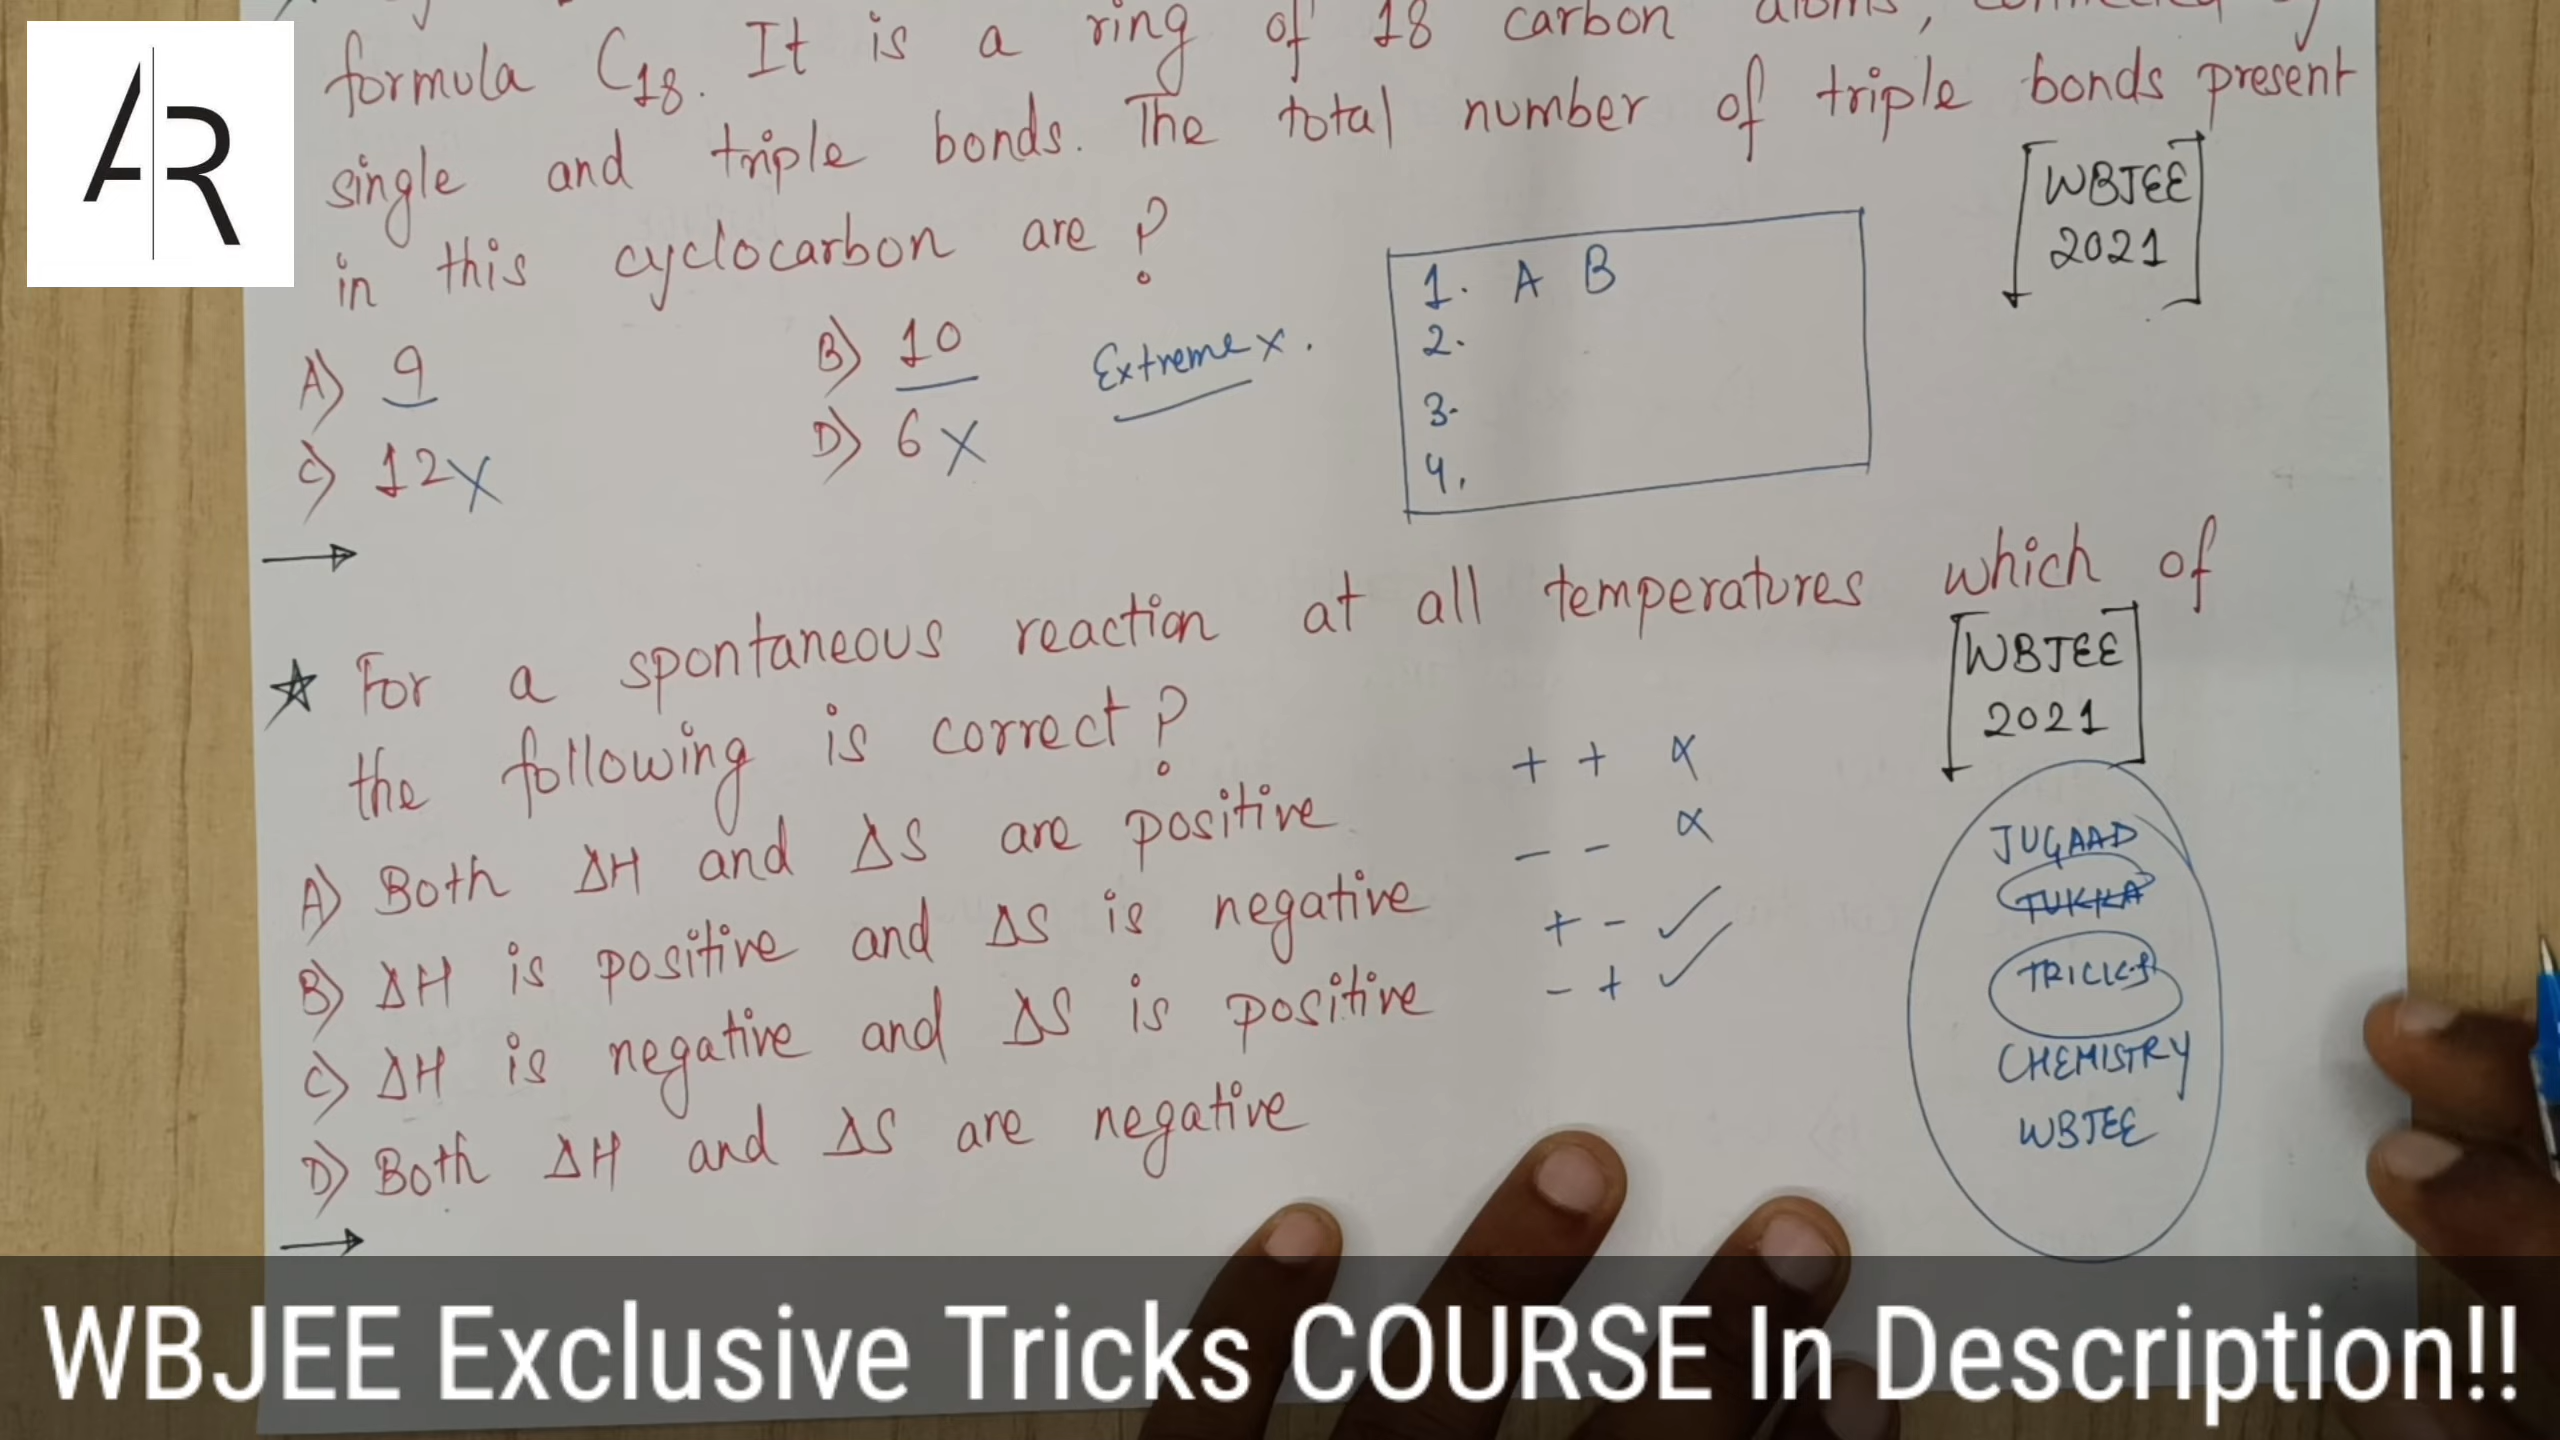 AR
formula C18. It is a ring of 18 carbon atoms, connected by
single and triple bonds. The total number of triple bonds present
in this cyclocarbon are ?
[WBJEE
2021]
A) 9
B) 10
Extreme x.
C) 12 X
D) 6 X
1. A B
2.
3.
4.
→
☆ For a spontaneous reaction at all temperatures which of
the following is correct ?
[WBJEE
2021]
A) Both ΔH and ΔS are positive
B) ΔH is positive and ΔS is negative
C) ΔH is negative and ΔS is positive
D) Both ΔH and ΔS are negative
→
+ + x
- - x
+ - ✓
- + ✓
JUGAAD
TUKKA
TRICKS
CHEMISTRY
WBJEE
WBJEE Exclusive Tricks COURSE In Description!!